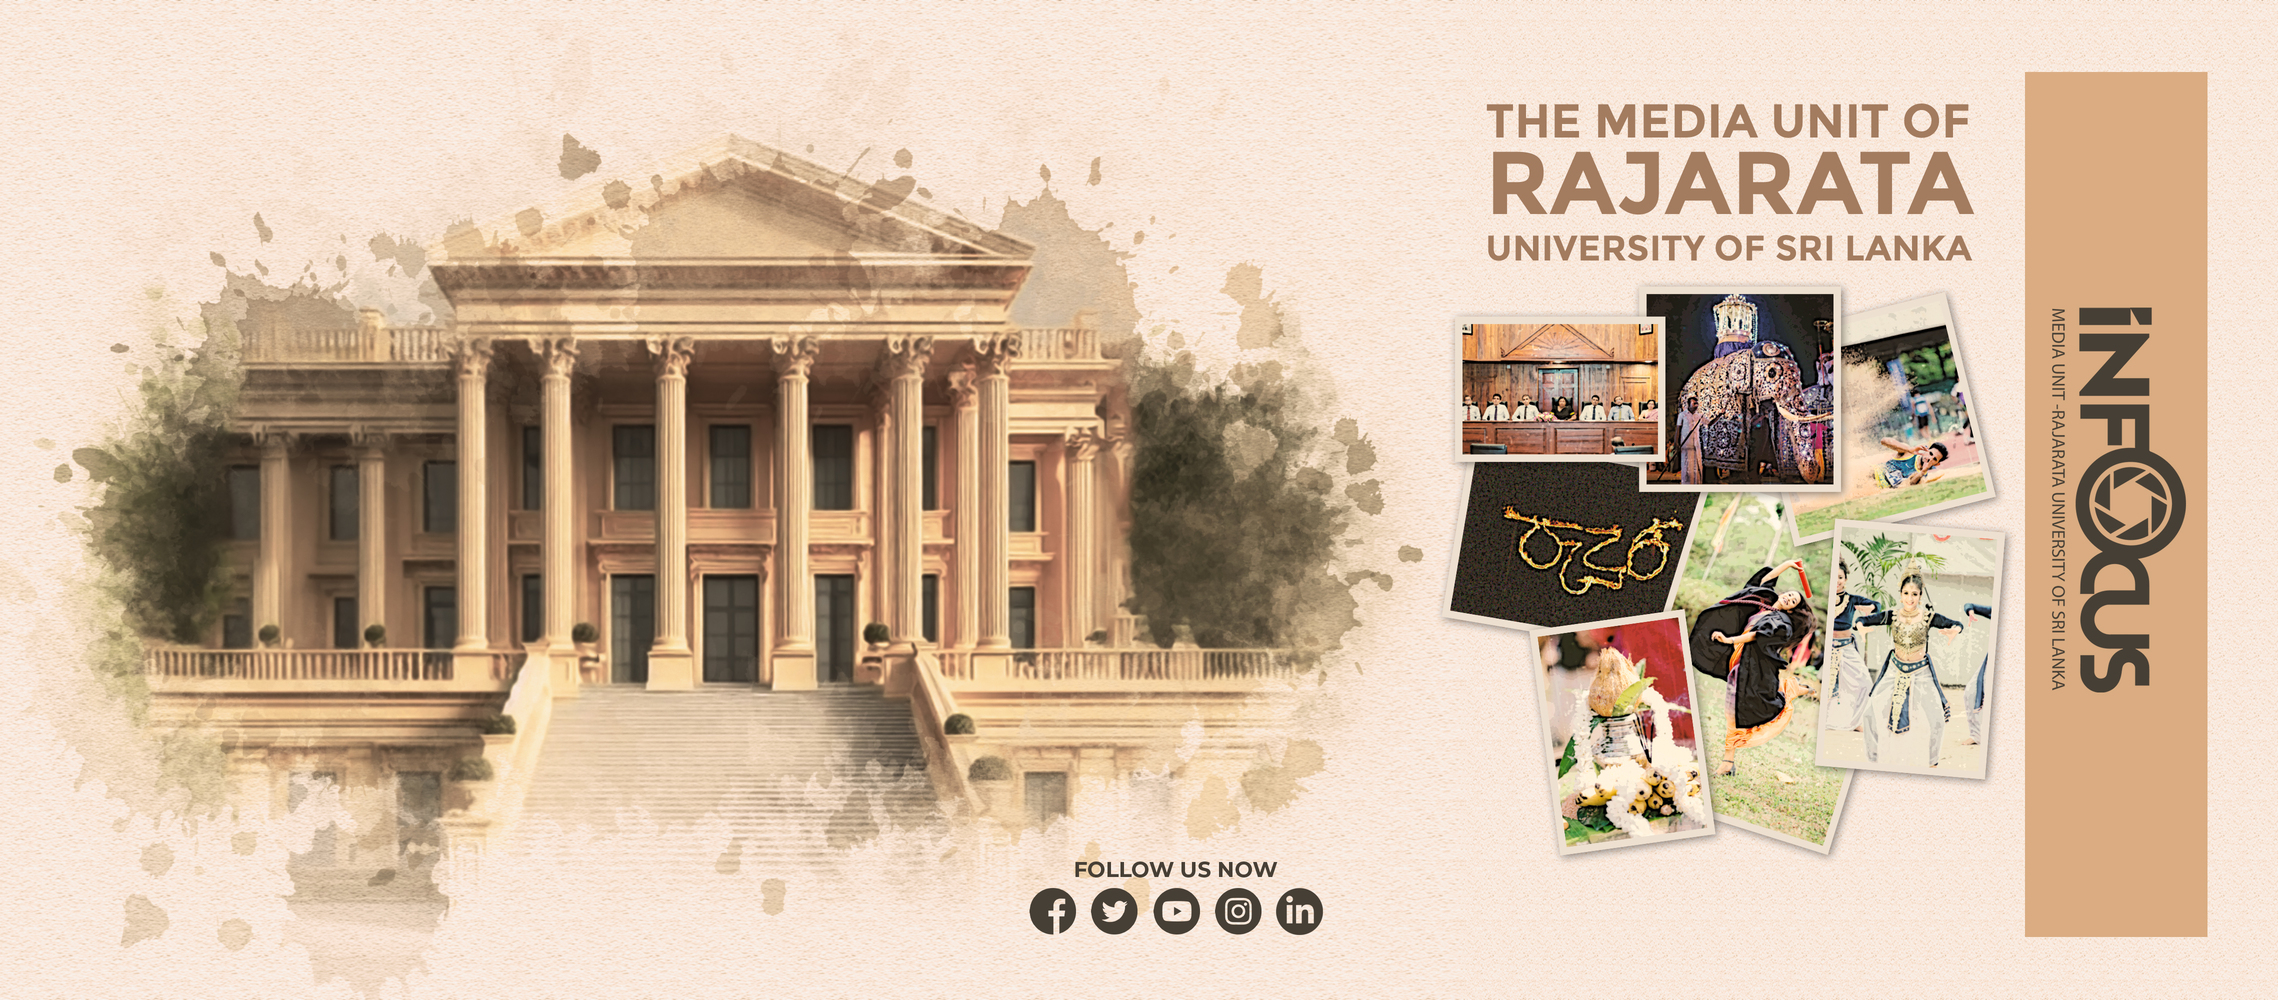 THE MEDIA UNIT OF
RAJARATA
UNIVERSITY OF SRI LANKA
INFOCUS
MEDIA UNIT -RAJARATA UNIVERSITY OF SRI LANKA
FOLLOW US NOW